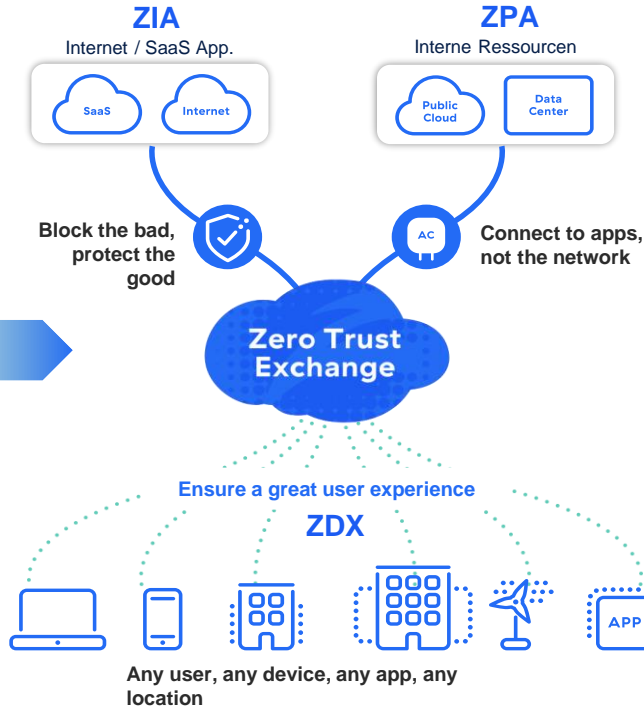 ZIA
Internet / SaaS App.
SaaS
Internet
ZPA
Interne Ressourcen
Public
Cloud
Data
Center
Block the bad,
protect the
good
AC
Connect to apps,
not the network
Zero Trust
Exchange
Ensure a great user experience
ZDX
APP
Any user, any device, any app, any
location